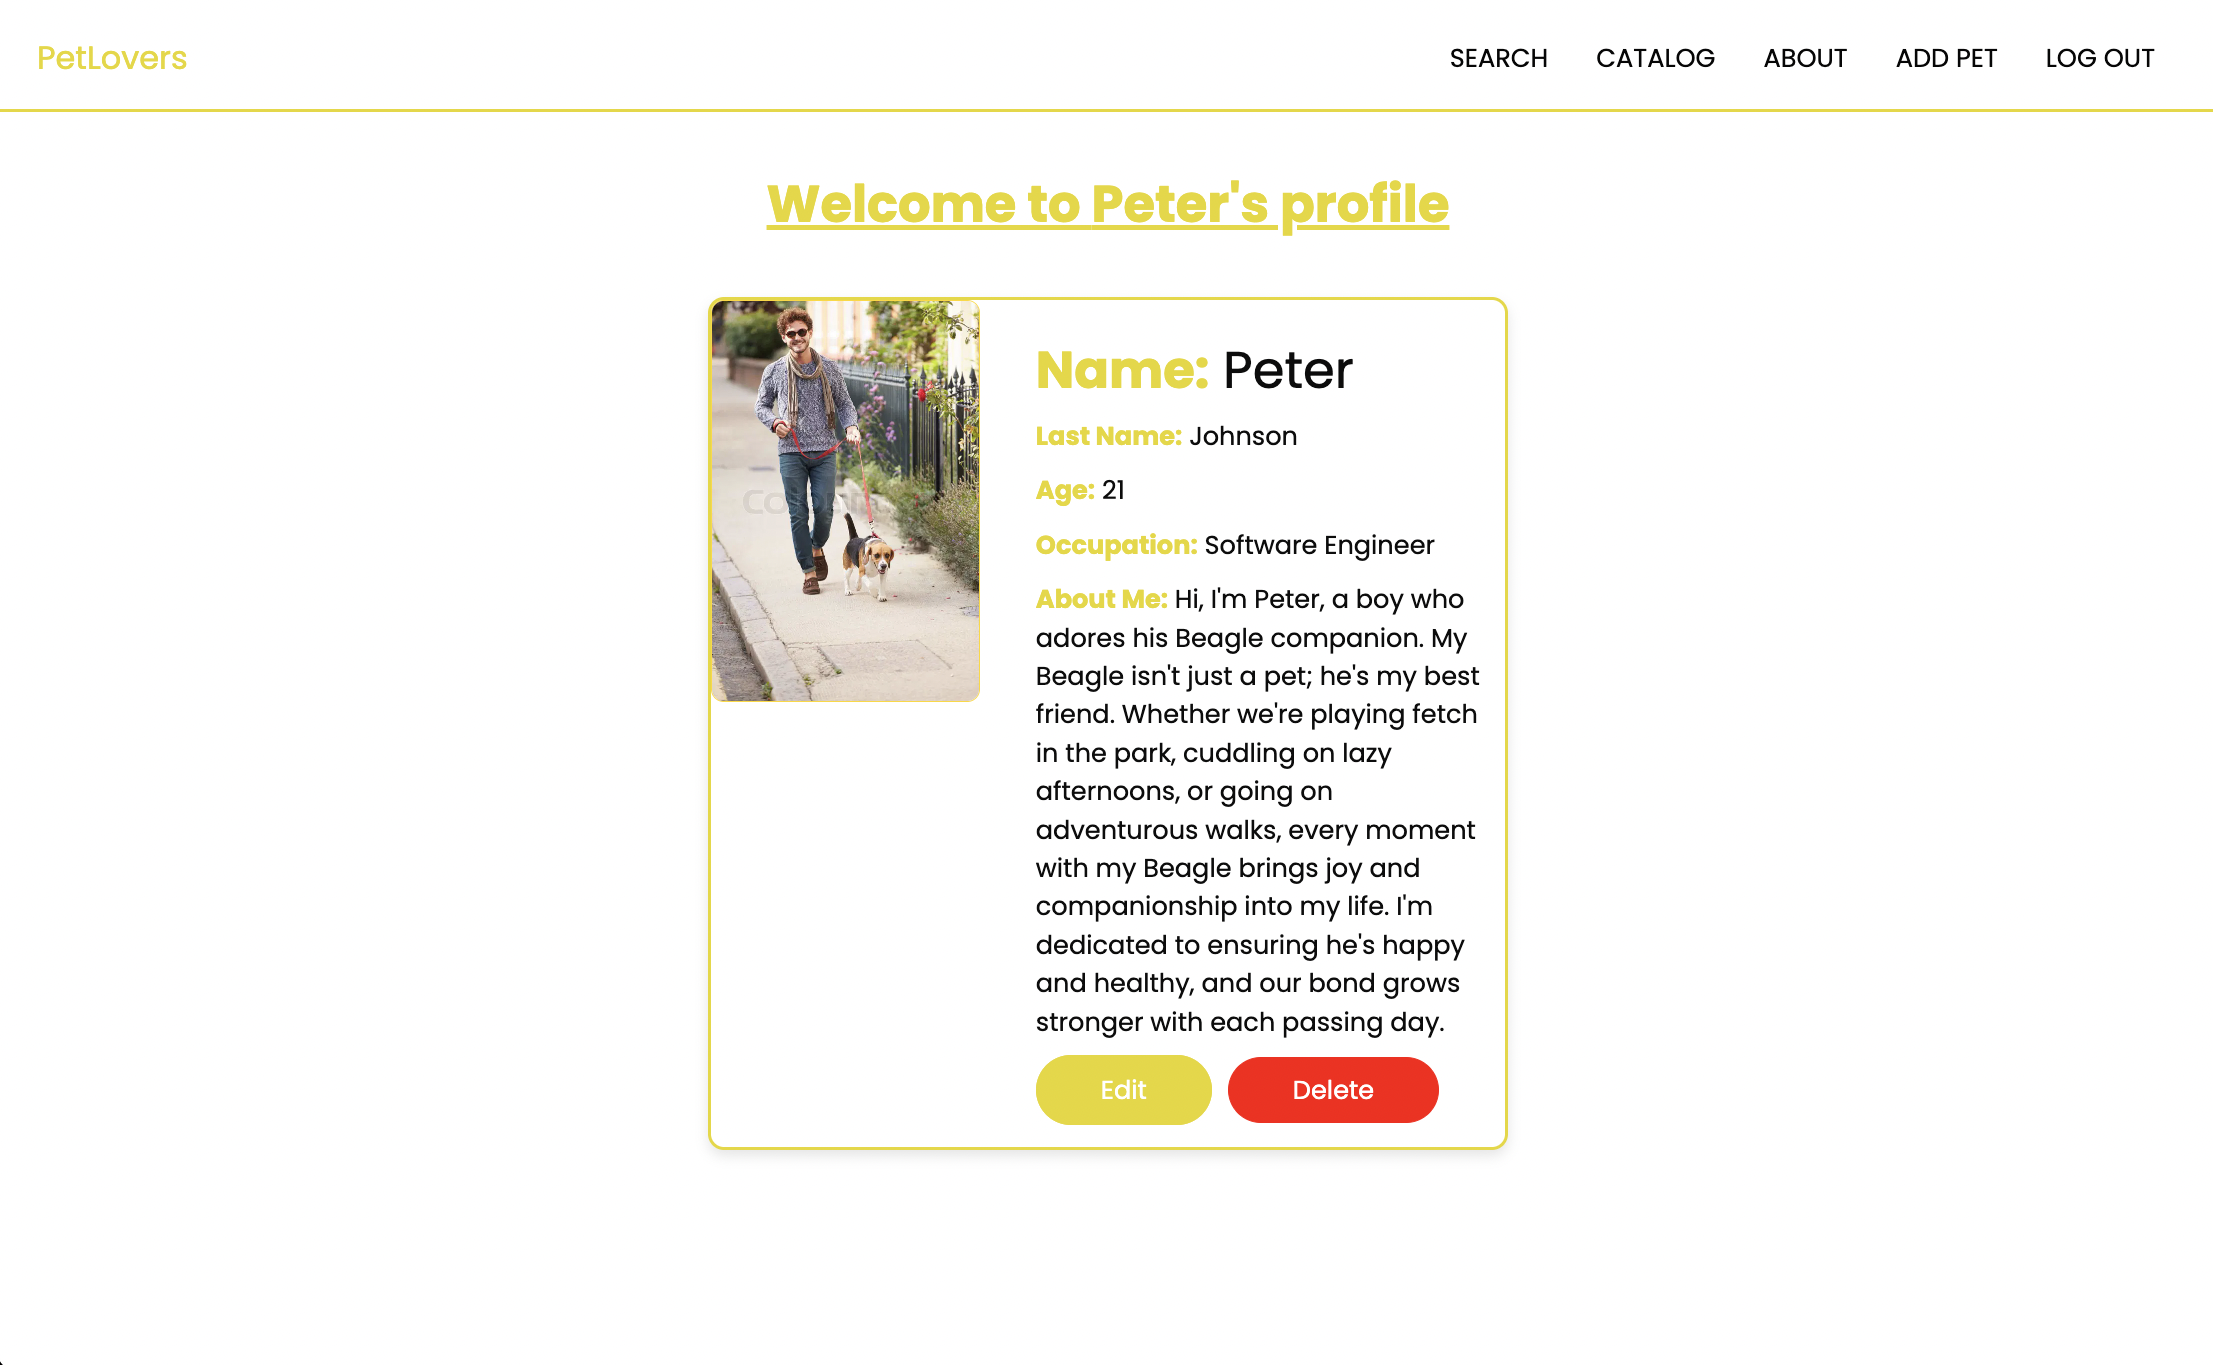 PetLovers
SEARCH CATALOG ABOUT ADD PET LOG OUT
Welcome to Peter's profile
Name: Peter
Last Name: Johnson
Age: 21
Occupation: Software Engineer
About Me: Hi, I'm Peter, a boy who
adores his Beagle companion. My
Beagle isn't just a pet; he's my best
friend. Whether we're playing fetch
in the park, cuddling on lazy
afternoons, or going on
adventurous walks, every moment
with my Beagle brings joy and
companionship into my life. I'm
dedicated to ensuring he's happy
and healthy, and our bond grows
stronger with each passing day.
Edit Delete